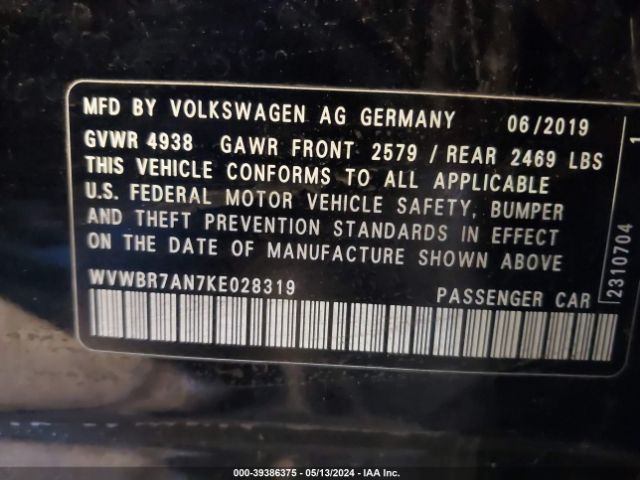 MFD BY VOLKSWAGEN AG GERMANY 06/2019
GVWR 4938 GAWR FRONT 2579 / REAR 2469 LBS
THIS VEHICLE CONFORMS TO ALL APPLICABLE
U.S. FEDERAL MOTOR VEHICLE SAFETY, BUMPER
AND THEFT PREVENTION STANDARDS IN EFFECT
ON THE DATE OF MANUFACTURE SHOWN ABOVE
WVWBR7AN7KE028319 PASSENGER CAR
2310704 1
000-39386375 - 05/13/2024 - IAA Inc.